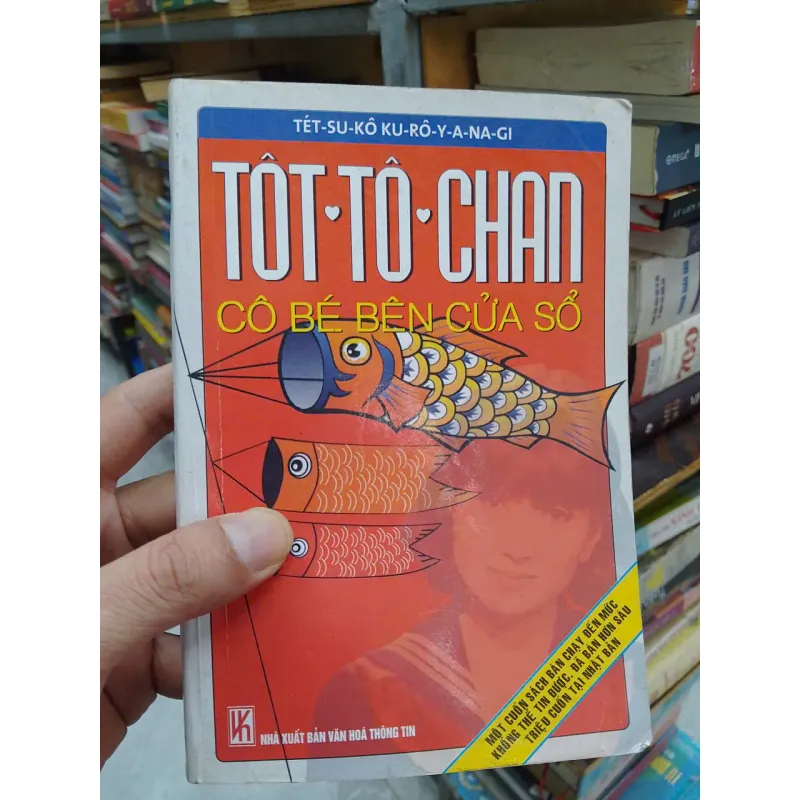 TÉT-SU-KÔ KU-RÔ-Y-A-NA-GI
TÔT·TÔ·CHAN
CÔ BÉ BÊN CỬA SỔ
MỘT CUỐN SÁCH BÁN CHẠY ĐẾN MỨC
KHÔNG THỂ TIN ĐƯỢC. ĐÃ BÁN HƠN SÁU
TRIỆU CUỐN TẠI NHẬT BẢN
NHÀ XUẤT BẢN VĂN HOÁ THÔNG TIN
OMEGA